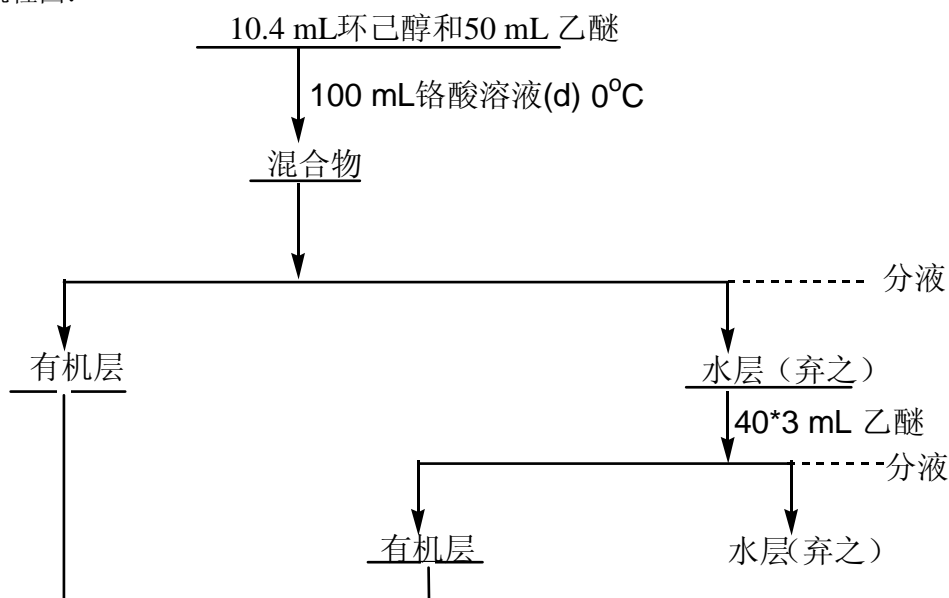 10.4 mL环己醇和50 mL 乙醚
100 mL铬酸溶液(d) 0°C
混合物
分液
有机层
水层（弃之）
40*3 mL 乙醚
分液
有机层
水层(弃之）